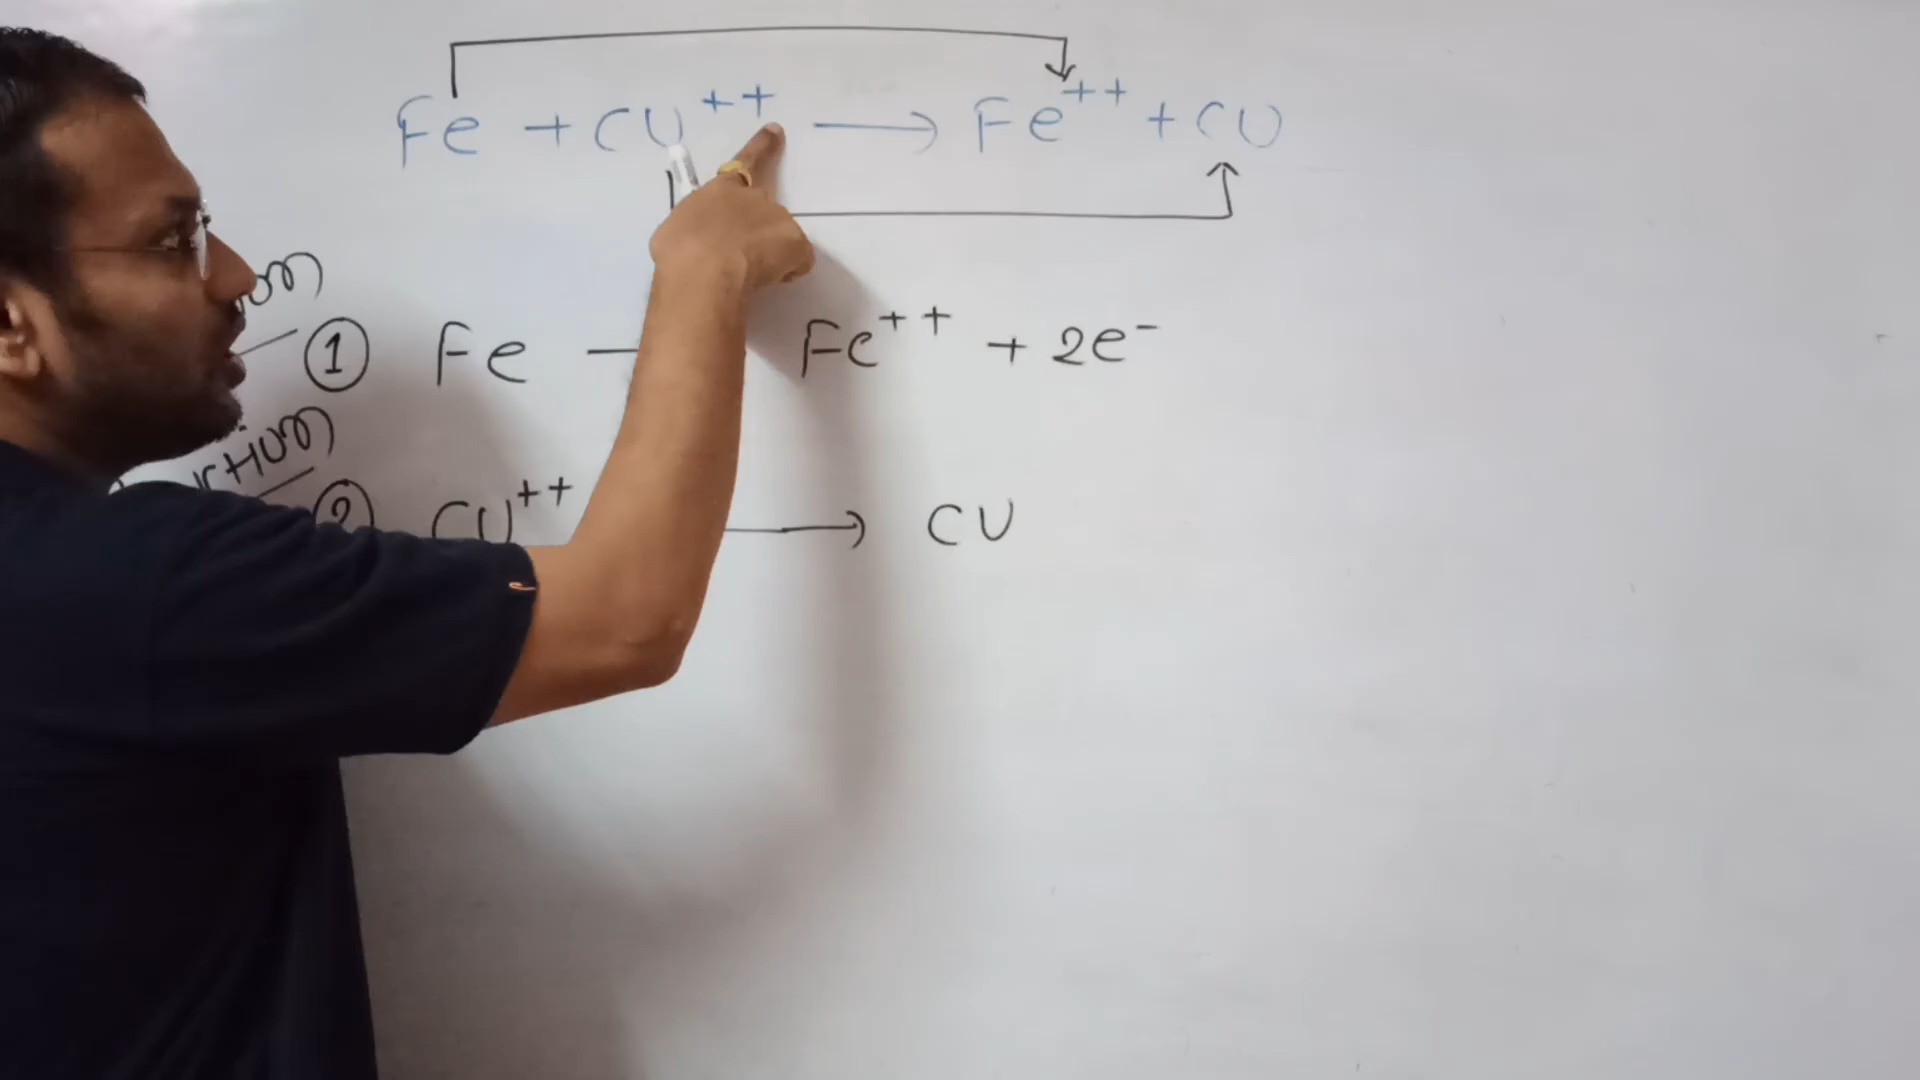 Fe + CU++ → Fe++ + CU
① Fe → Fe++ + 2e-
② CU++ → CU